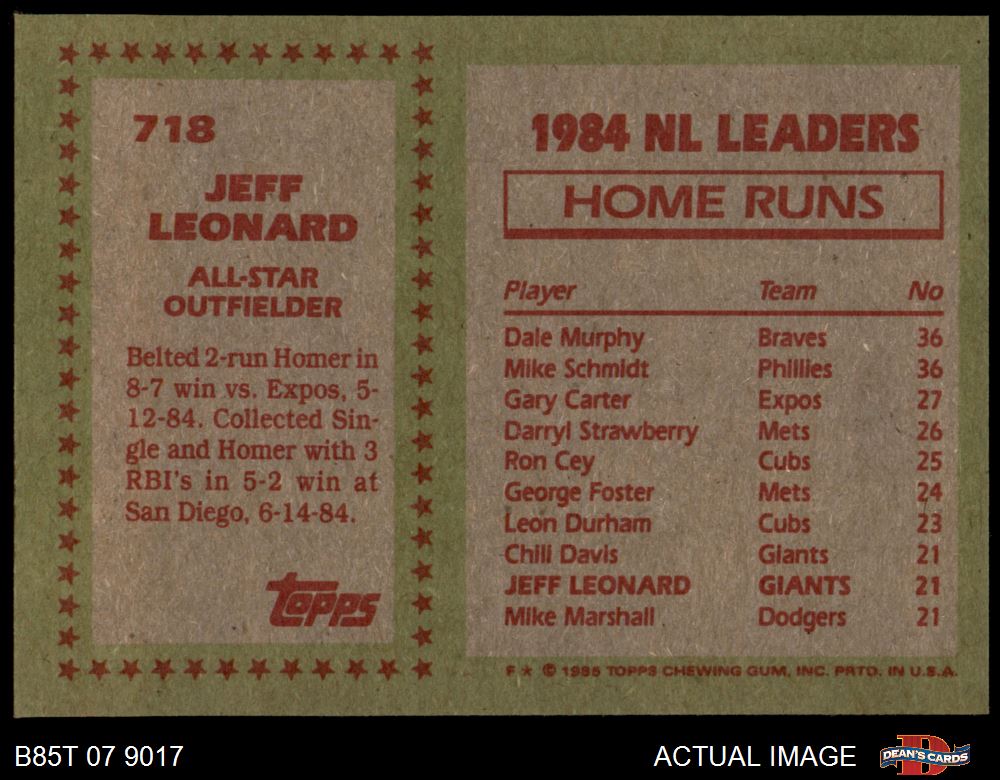 718
JEFF
LEONARD
ALL-STAR
OUTFIELDER
Belted 2-run Homer in
8-7 win vs. Expos, 5-
12-84. Collected Sin-
gle and Homer with 3
RBI's in 5-2 win at
San Diego, 6-14-84.
topps
1984 NL LEADERS
HOME RUNS
Player Team No
Dale Murphy Braves 36
Mike Schmidt Phillies 36
Gary Carter Expos 27
Darryl Strawberry Mets 26
Ron Cey Cubs 25
George Foster Mets 24
Leon Durham Cubs 23
Chili Davis Giants 21
JEFF LEONARD GIANTS 21
Mike Marshall Dodgers 21
F ★ © 1985 TOPPS CHEWING GUM, INC. PRTD. IN U.S.A.
B85T 07 9017
ACTUAL IMAGE
D
DEAN'S CARDS